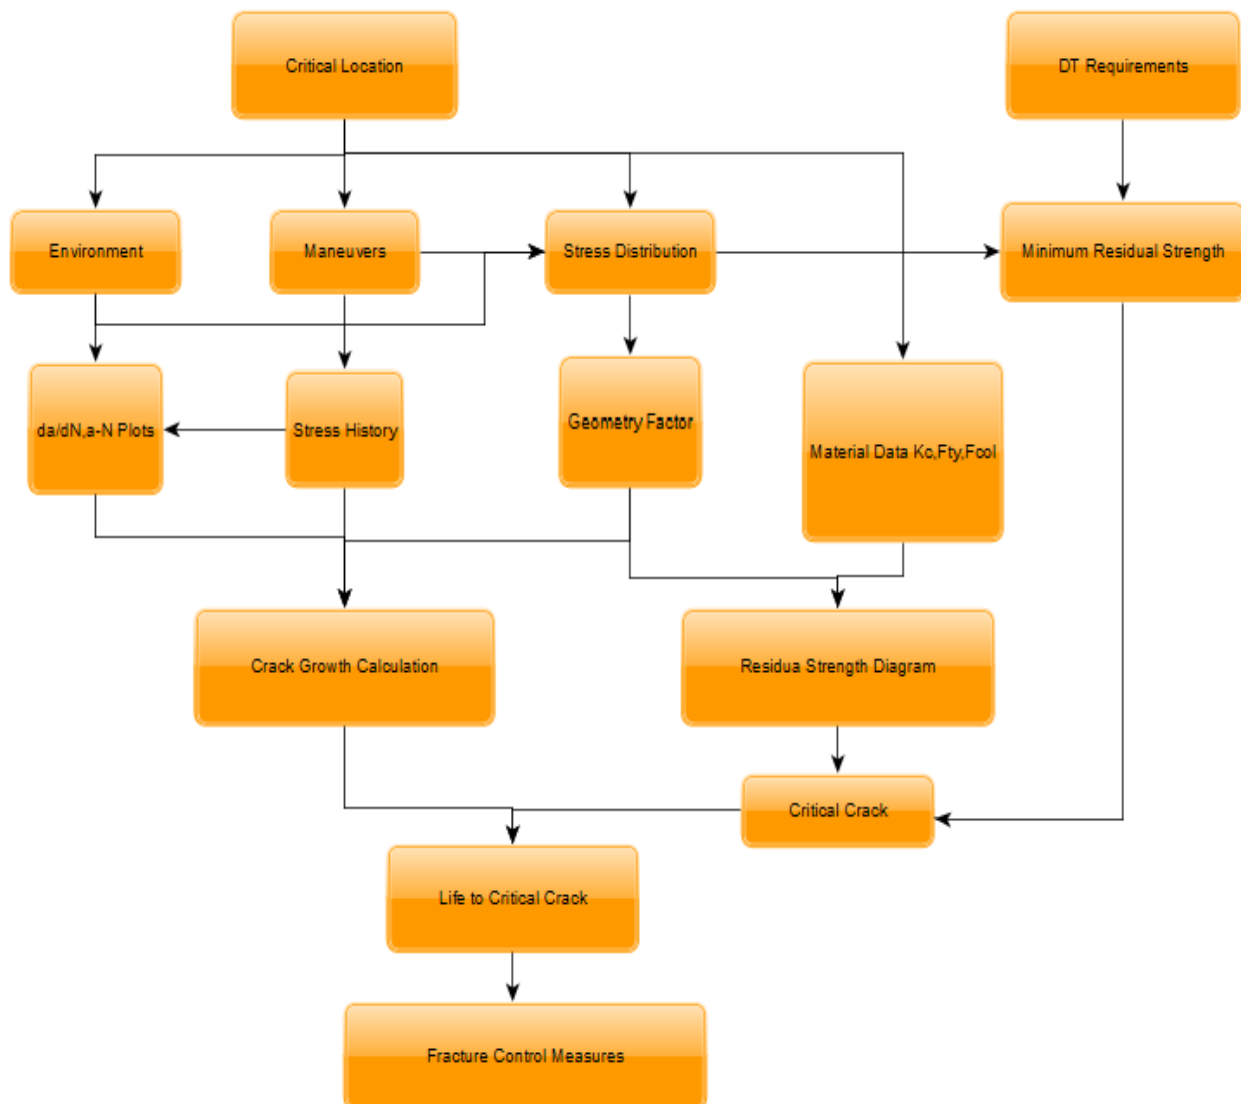 Critical Location
DT Requirements
Environment
Maneuvers
Stress Distribution
Minimum Residual Strength
da/dN,a-N Plots
Stress History
Geometry Factor
Material Data Kc,Fty,Fcol
Crack Growth Calculation
Residua Strength Diagram
Critical Crack
Life to Critical Crack
Fracture Control Measures